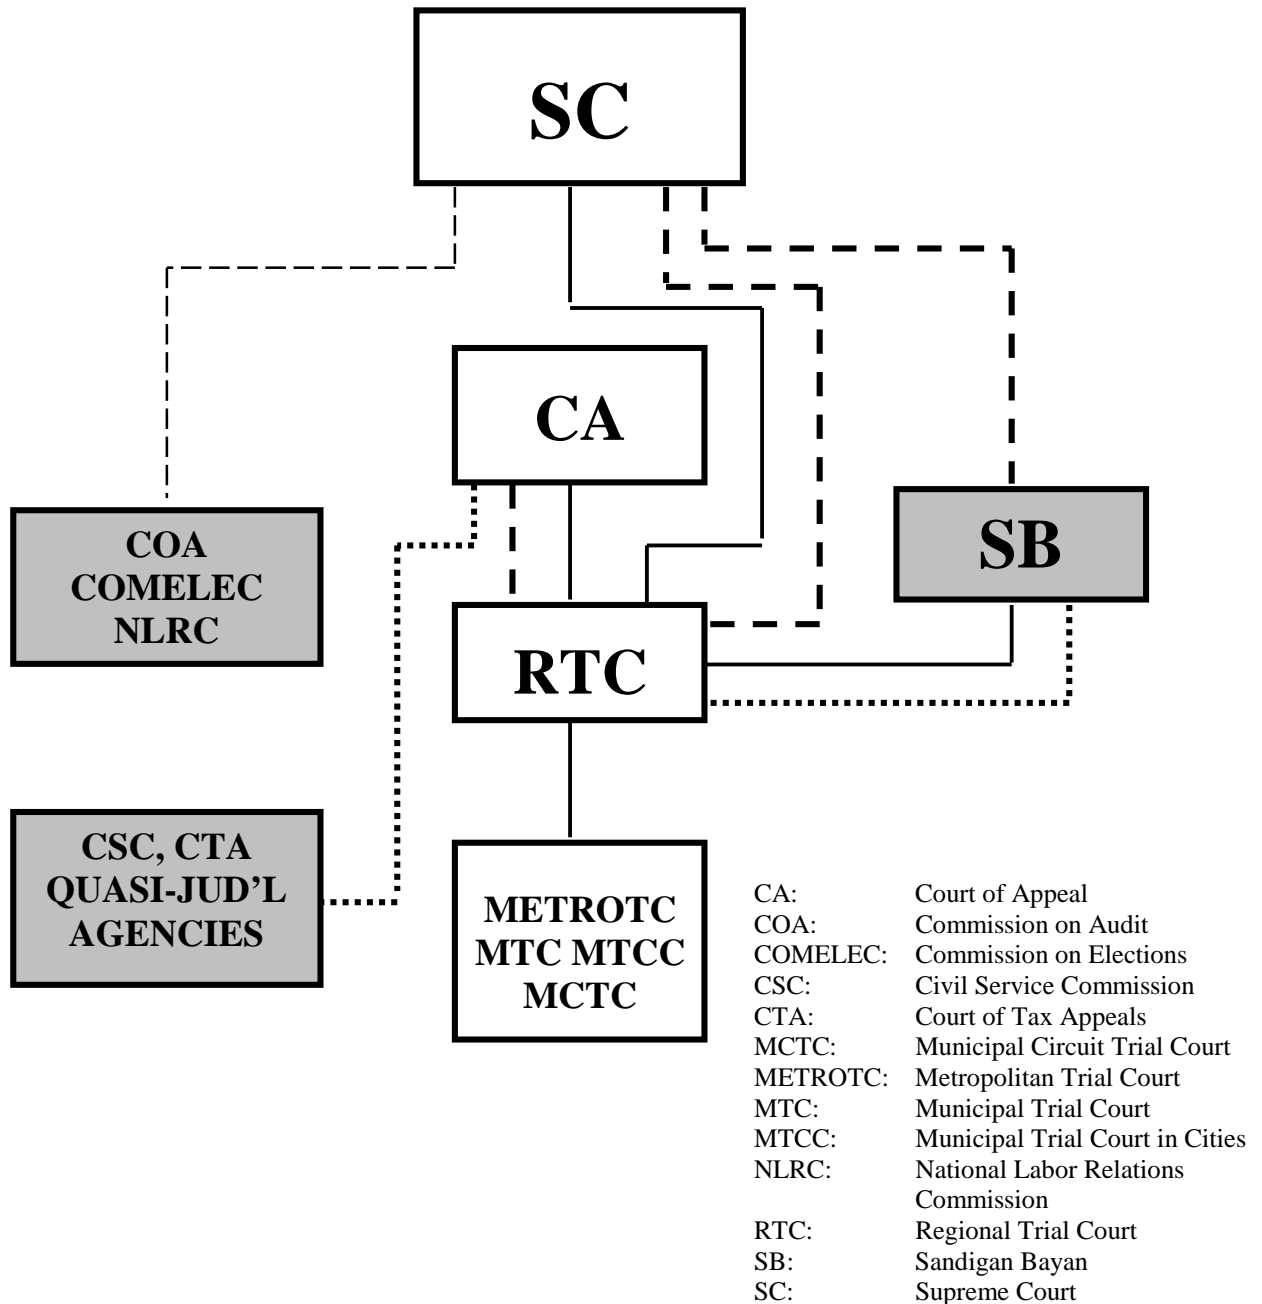 SC
CA
COA
COMELEC
NLRC
SB
RTC
CSC, CTA
QUASI-JUD’L
AGENCIES
METROTC
MTC MTCC
MCTC
CA: Court of Appeal
COA: Commission on Audit
COMELEC: Commission on Elections
CSC: Civil Service Commission
CTA: Court of Tax Appeals
MCTC: Municipal Circuit Trial Court
METROTC: Metropolitan Trial Court
MTC: Municipal Trial Court
MTCC: Municipal Trial Court in Cities
NLRC: National Labor Relations
Commission
RTC: Regional Trial Court
SB: Sandigan Bayan
SC: Supreme Court